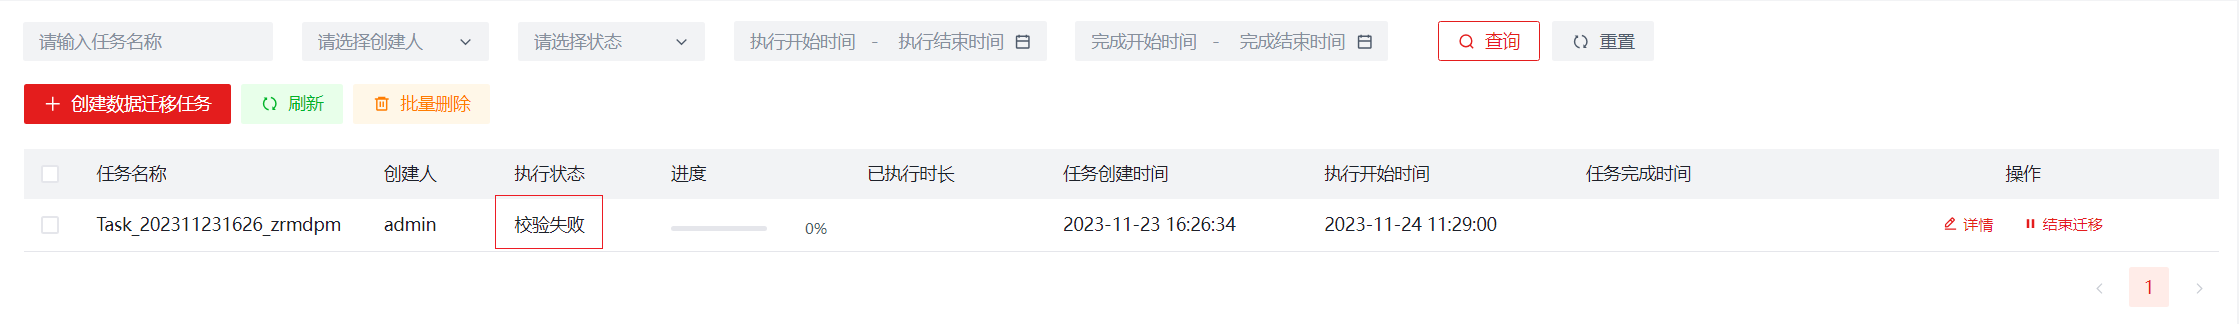 请输入任务名称 请选择创建人 请选择状态 执行开始时间 - 执行结束时间 完成开始时间 - 完成结束时间 查询 重置
创建数据迁移任务 刷新 批量删除
任务名称 创建人 执行状态 进度 已执行时长 任务创建时间 执行开始时间 任务完成时间 操作
Task_202311231626_zrmdpm admin 校验失败 0% 2023-11-23 16:26:34 2023-11-24 11:29:00 详情 结束迁移
1